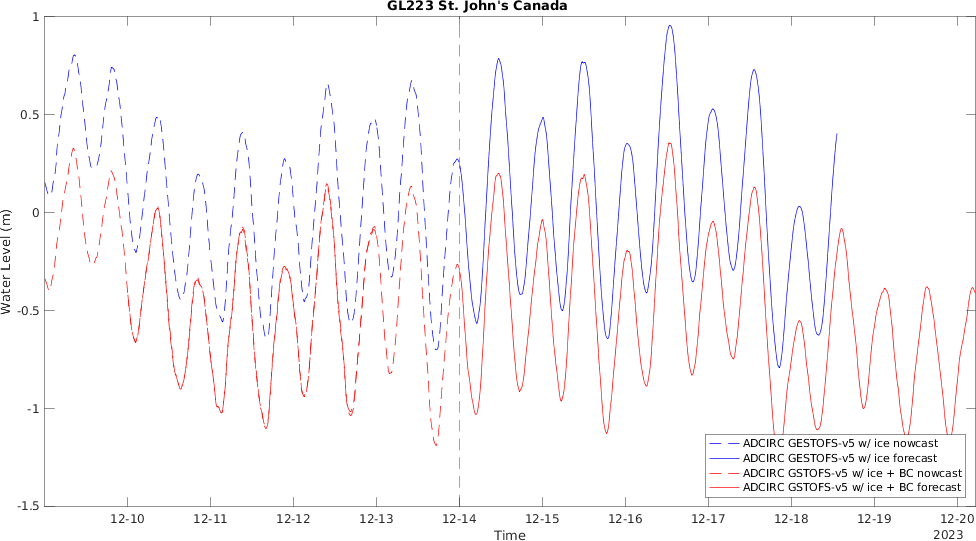 GL223 St. John's Canada
1
0.5
0
-0.5
-1
-1.5
Water Level (m)
ADCIRC GESTOFS-v5 w/ ice nowcast
ADCIRC GESTOFS-v5 w/ ice forecast
ADCIRC GSTOFS-v5 w/ ice + BC nowcast
ADCIRC GSTOFS-v5 w/ ice + BC forecast
12-10 12-11 12-12 12-13 12-14 12-15 12-16 12-17 12-18 12-19 12-20
Time
2023